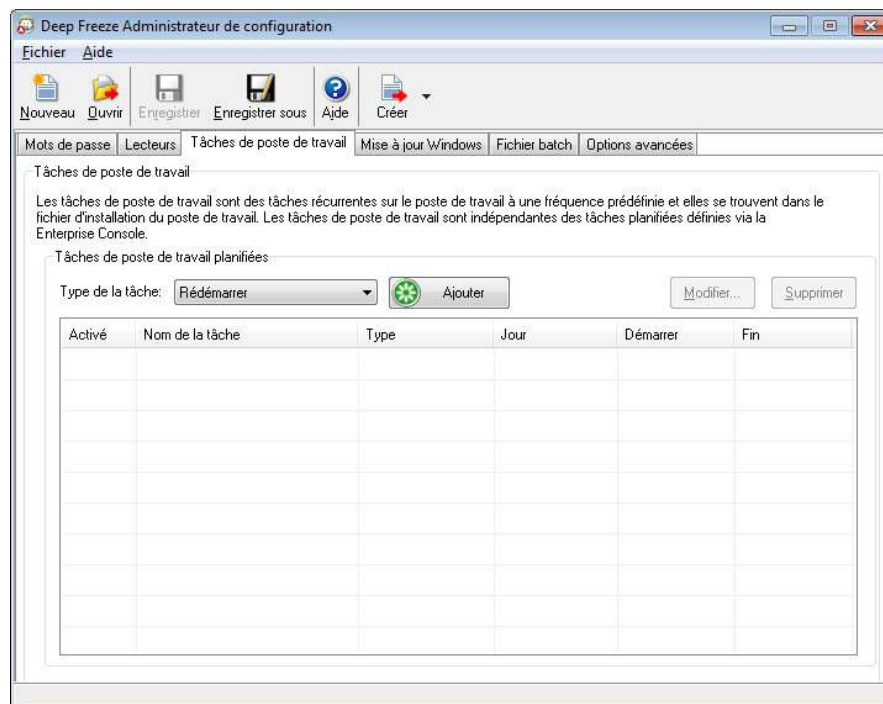 Deep Freeze Administrateur de configuration
Fichier Aide
Nouveau Ouvrir Enregistrer Enregistrer sous Aide Créer
Mots de passe Lecteurs Tâches de poste de travail Mise à jour Windows Fichier batch Options avancées
Tâches de poste de travail
Les tâches de poste de travail sont des tâches récurrentes sur le poste de travail à une fréquence prédéfinie et elles se trouvent dans le
fichier d'installation du poste de travail. Les tâches de poste de travail sont indépendantes des tâches planifiées définies via la
Enterprise Console.
Tâches de poste de travail planifiées
Type de la tâche: Rédémarrer Ajouter Modifier... Supprimer
Activé Nom de la tâche Type Jour Démarrer Fin